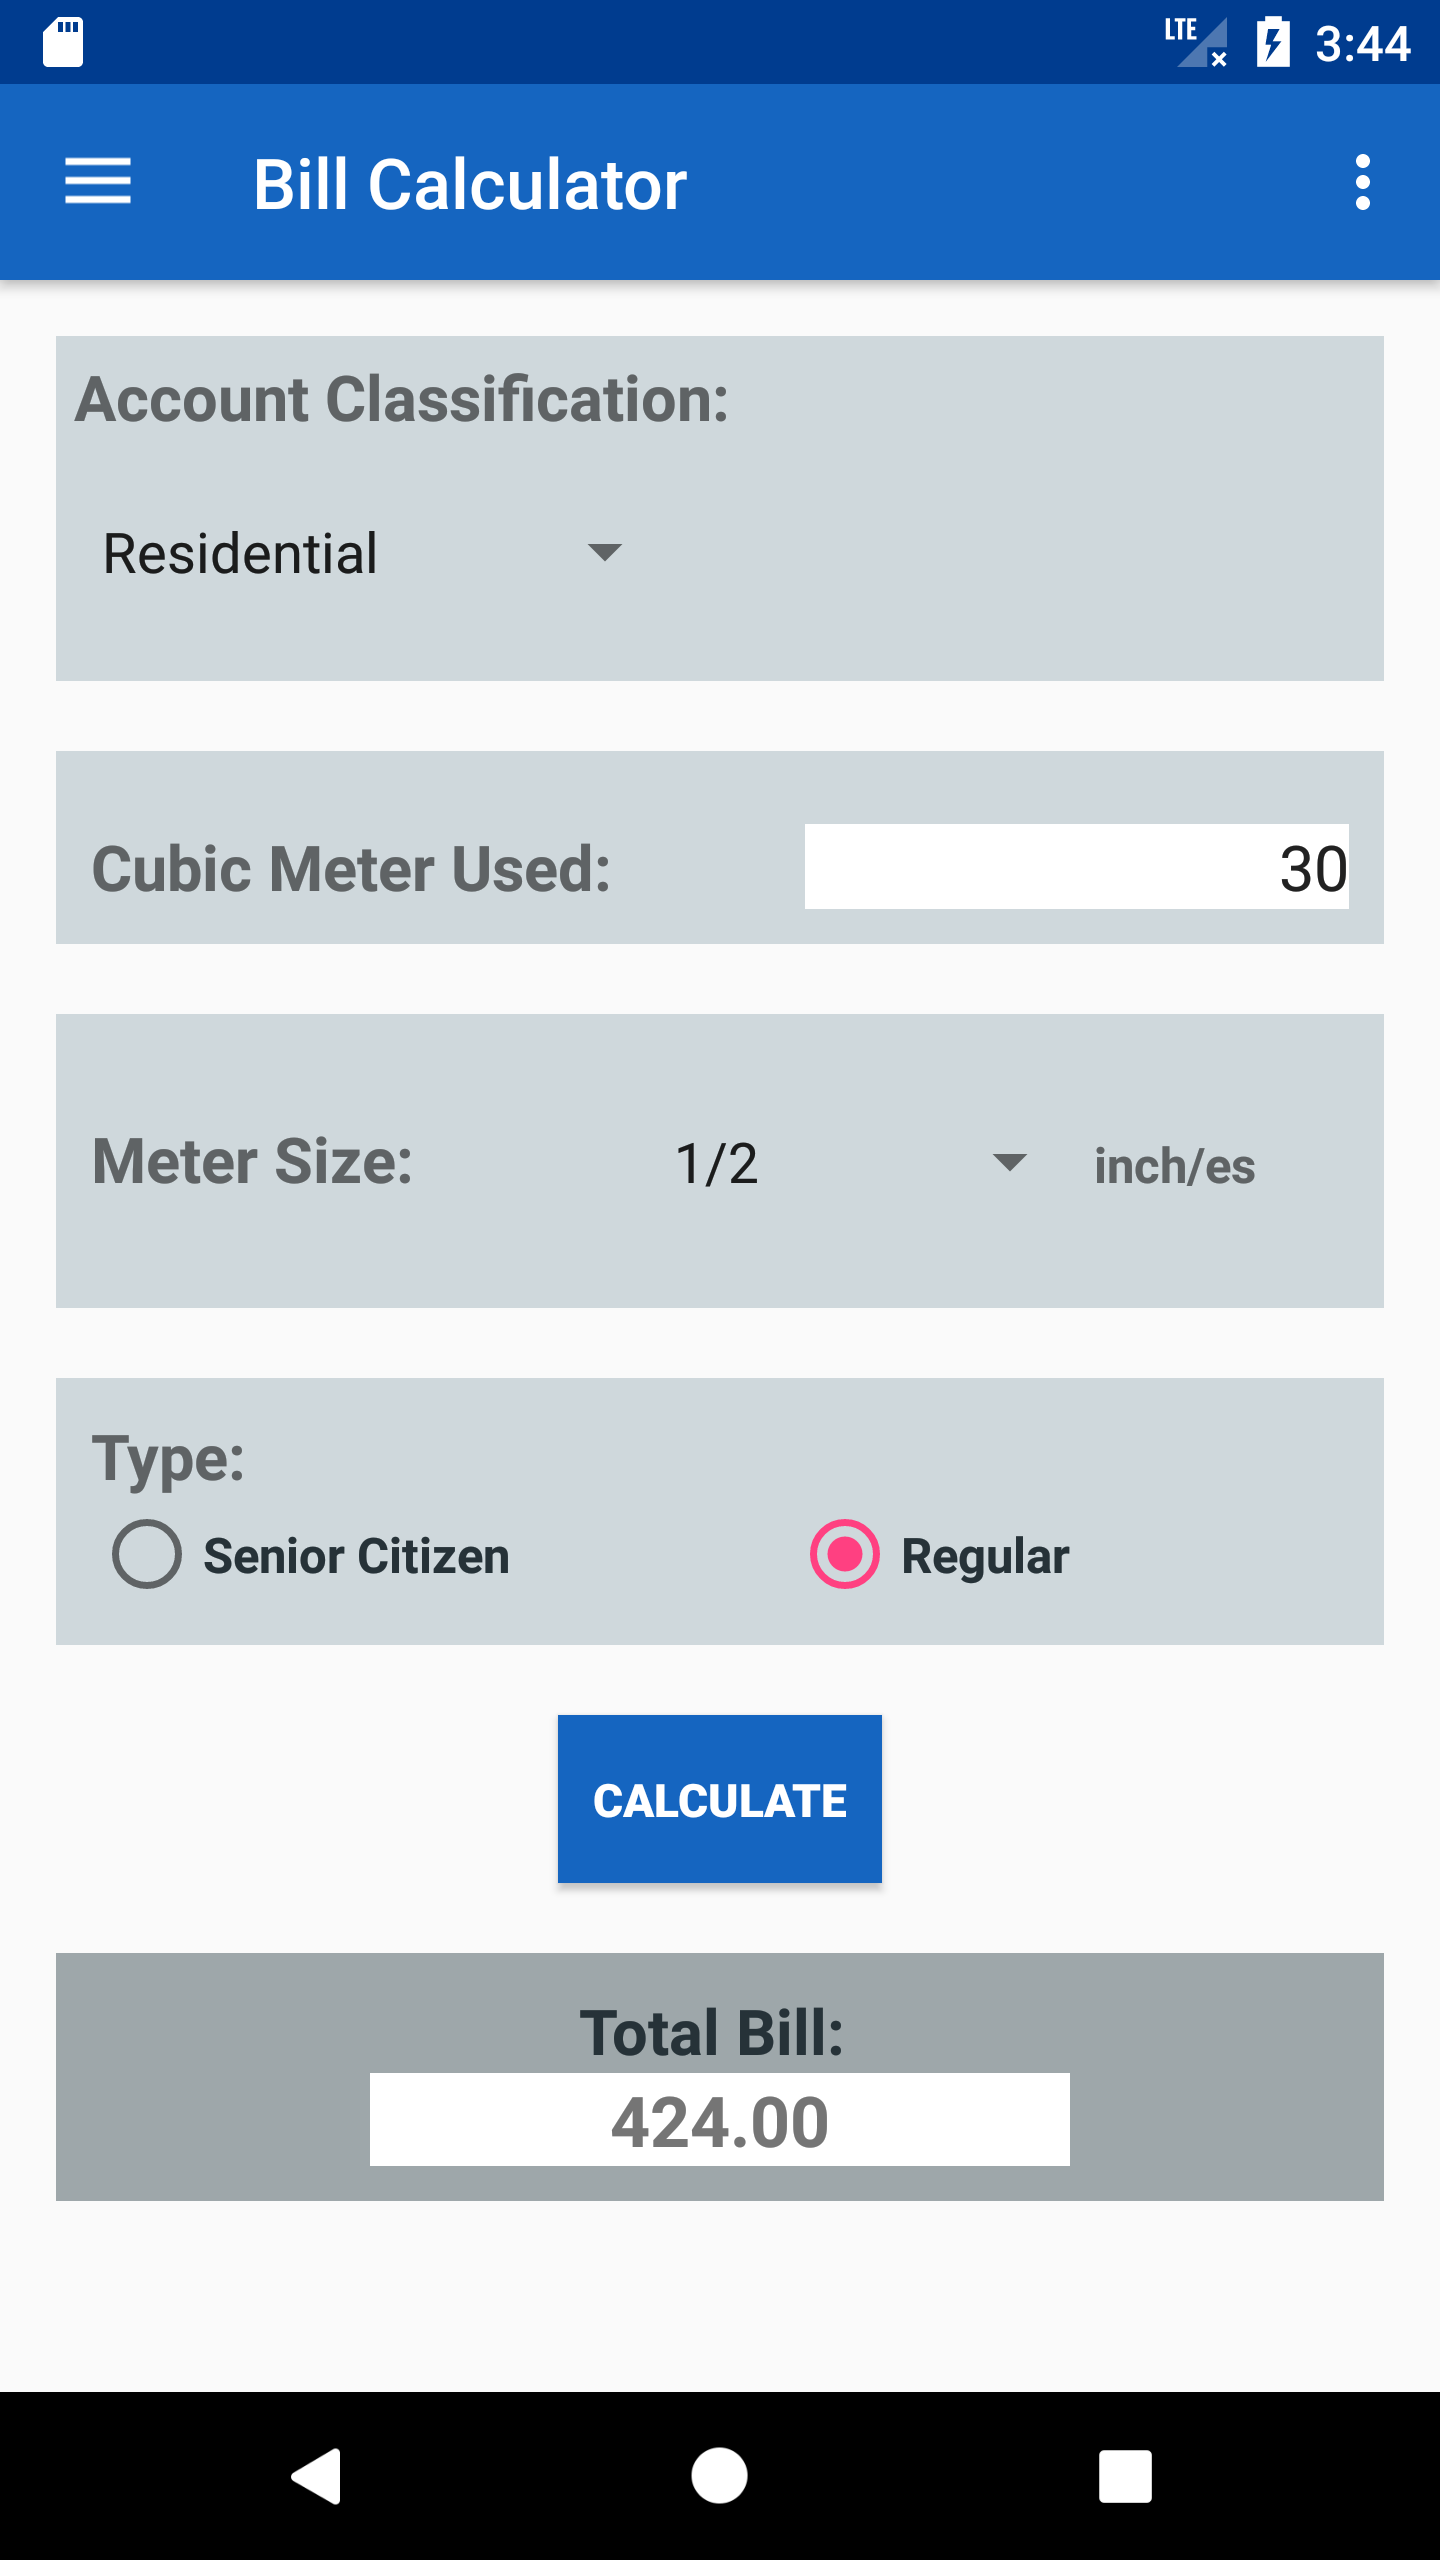 LTE 3:44
Bill Calculator
Account Classification:
Residential
Cubic Meter Used: 30
Meter Size: 1/2 inch/es
Type:
Senior Citizen Regular
CALCULATE
Total Bill:
424.00